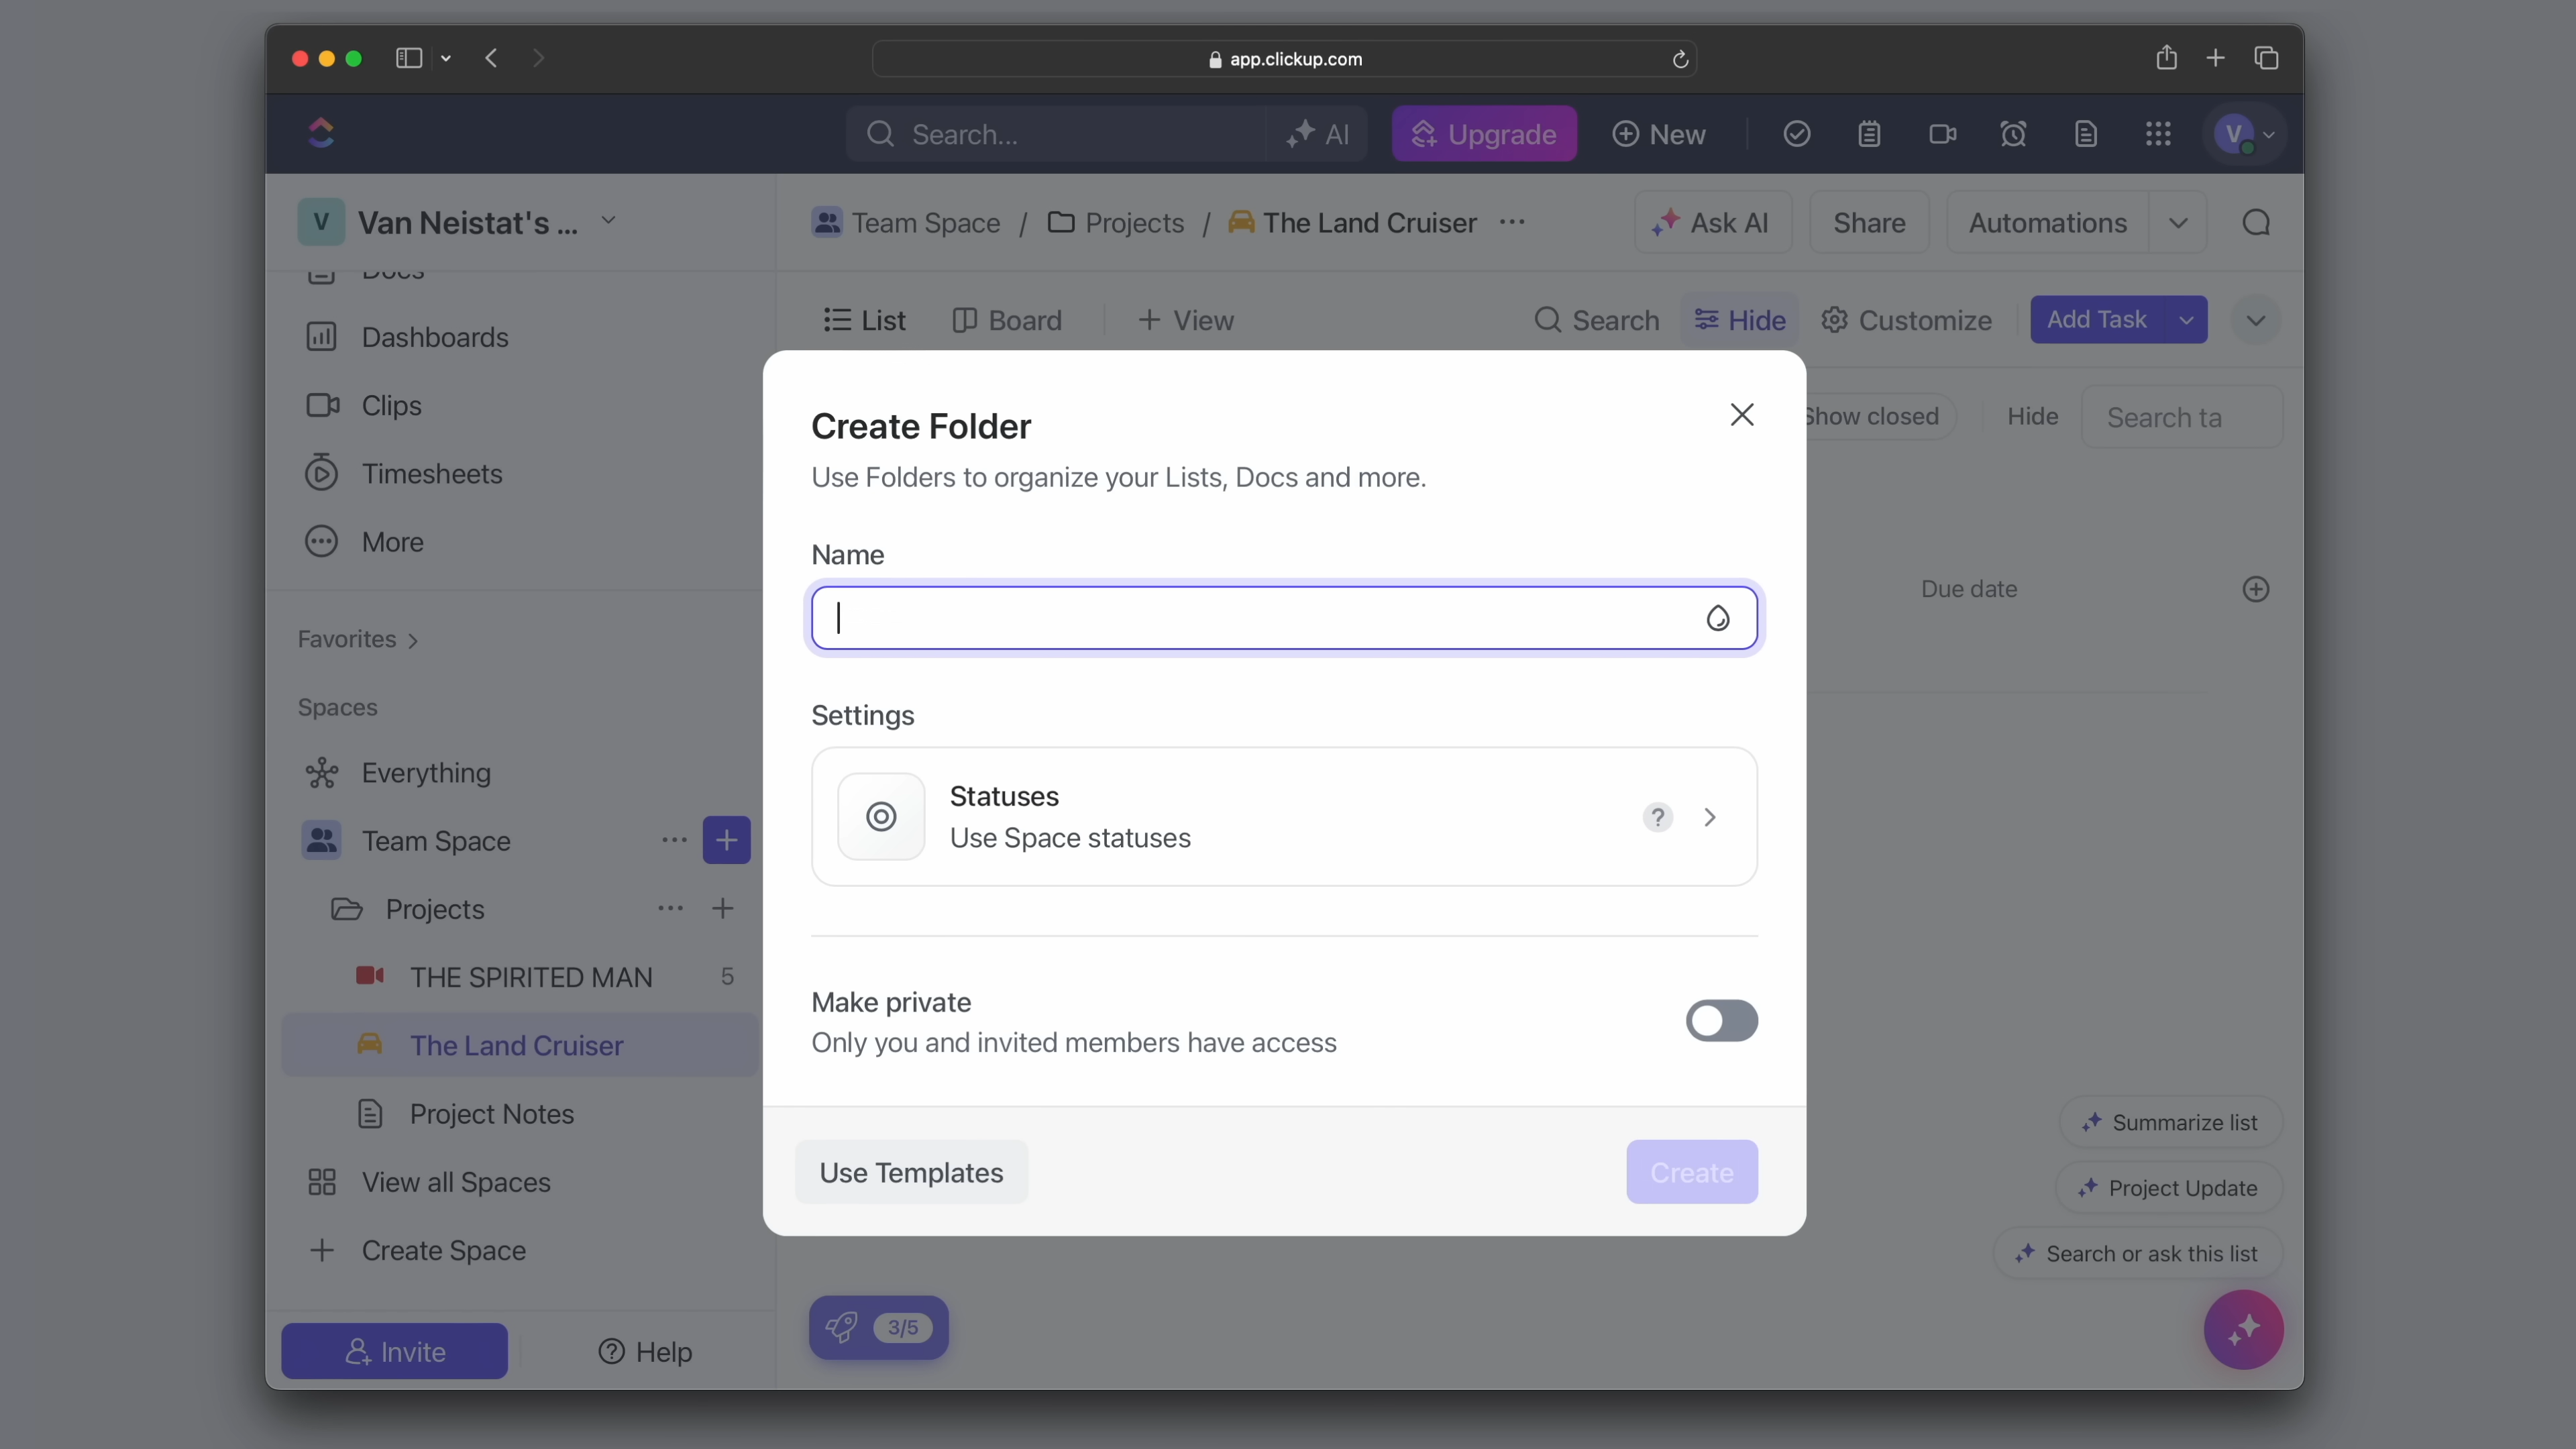 app.clickup.com
Search...
AI
Upgrade
New
V
V
Van Neistat's ...
Team Space / Projects / The Land Cruiser
Ask AI
Share
Automations
Docs
Dashboards
Clips
Timesheets
More
Favorites
Spaces
Everything
Team Space
Projects
THE SPIRITED MAN 5
The Land Cruiser
Project Notes
View all Spaces
Create Space
Invite
Help
List
Board
View
Search
Hide
Customize
Add Task
Show closed
Hide
Search ta
Due date
Create Folder
Use Folders to organize your Lists, Docs and more.
Name
Settings
Statuses
Use Space statuses
?
Make private
Only you and invited members have access
Use Templates
Create
Summarize list
Project Update
Search or ask this list
3/5